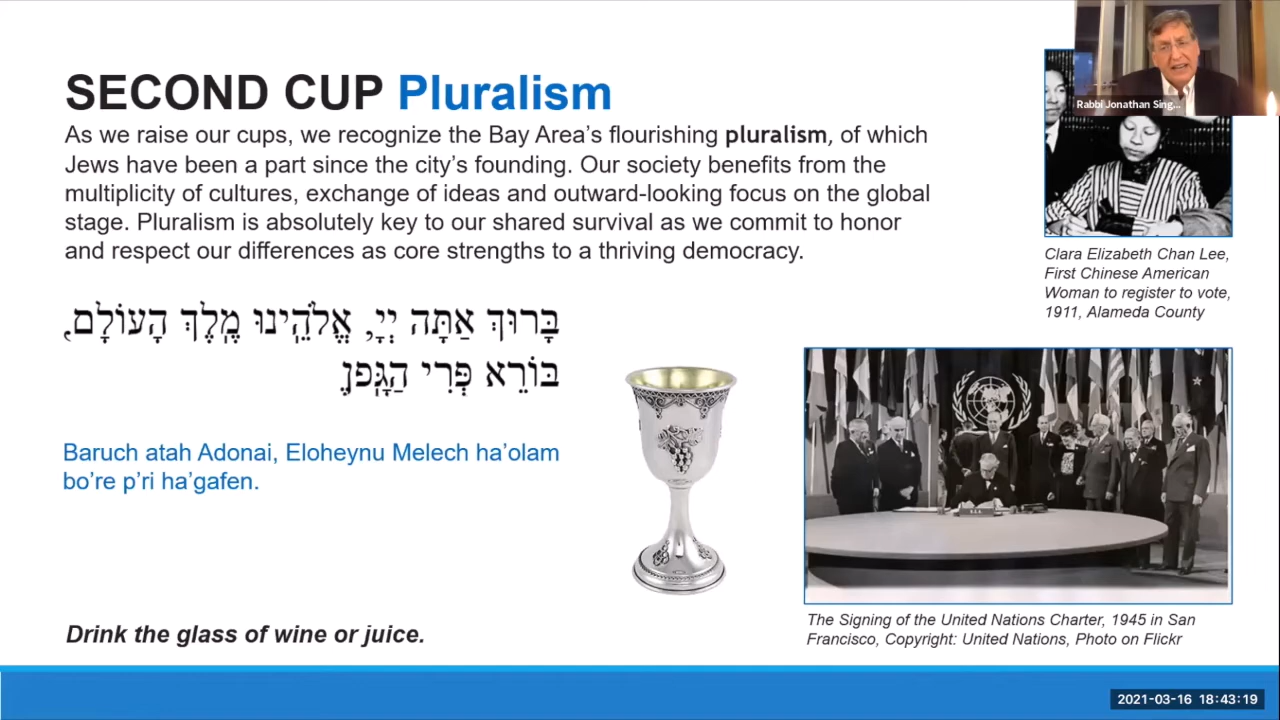 SECOND CUP Pluralism
As we raise our cups, we recognize the Bay Area's flourishing pluralism, of which
Jews have been a part since the city's founding. Our society benefits from the
multiplicity of cultures, exchange of ideas and outward-looking focus on the global
stage. Pluralism is absolutely key to our shared survival as we commit to honor
and respect our differences as core strengths to a thriving democracy.
בָּרוּךְ אַתָּה יְיָ, אֱלֹהֵֽינוּ מֶֽלֶךְ הָעוֹלָם,
בּוֹרֵא פְּרִי הַגָּֽפֶן.
Baruch atah Adonai, Eloheynu Melech ha'olam
bo're p'ri ha'gafen.
Drink the glass of wine or juice.
Rabbi Jonathan Sing...
Clara Elizabeth Chan Lee,
First Chinese American
Woman to register to vote,
1911, Alameda County
U.S.A.
The Signing of the United Nations Charter, 1945 in San
Francisco, Copyright: United Nations, Photo on Flickr
2021-03-16 18:43:19